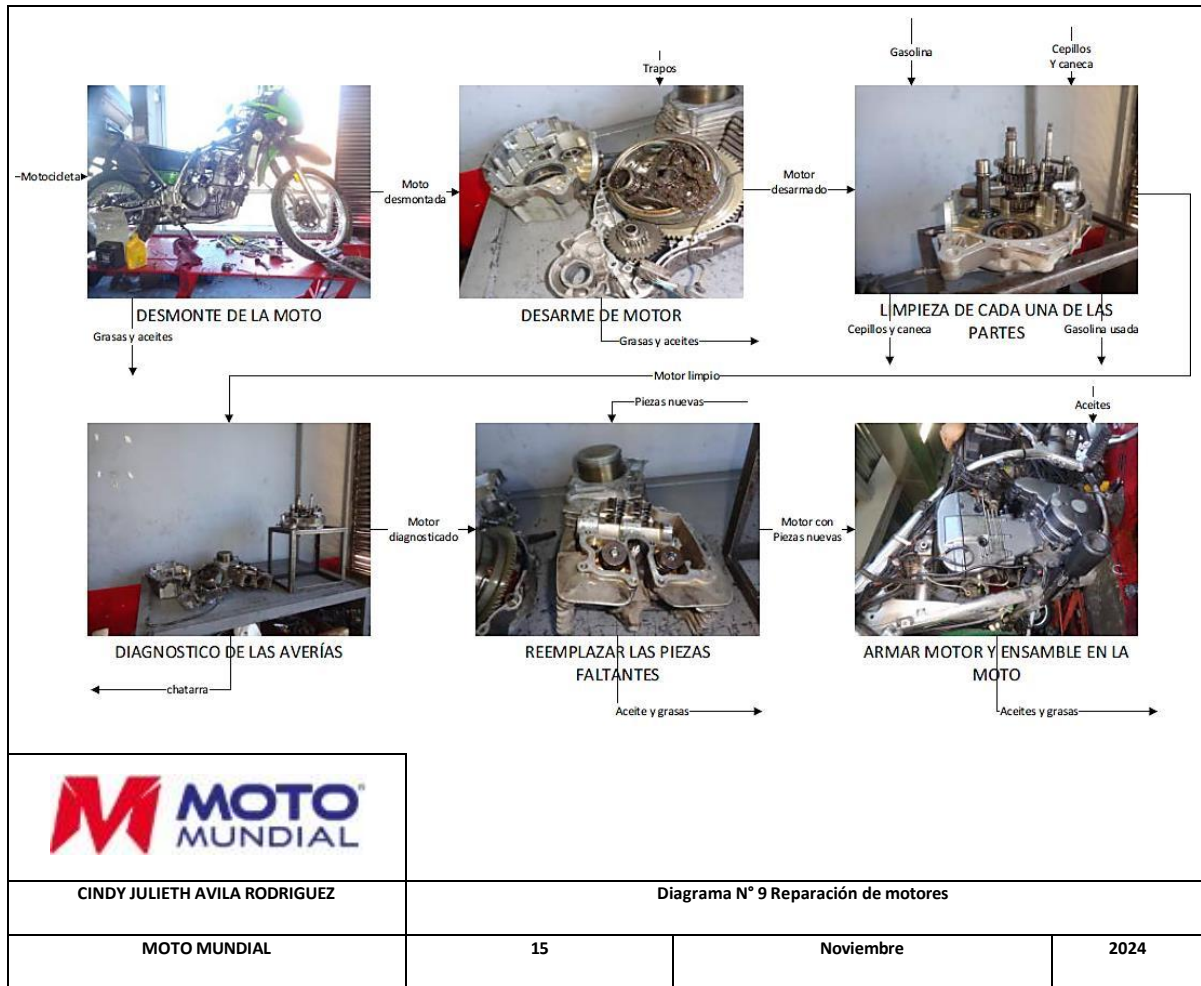 Gasolina
Cepillos
Y caneca
Trapos
Motocicleta
Moto
desmontada
Motor
desarmado
DESMONTE DE LA MOTO
DESARME DE MOTOR
LIMPIEZA DE CADA UNA DE LAS
PARTES
Grasas y aceites
Grasas y aceites
Cepillos y caneca
Gasolina usada
Motor limpio
Piezas nuevas
Aceites
Motor
diagnosticado
Motor con
Piezas nuevas
DIAGNOSTICO DE LAS AVERÍAS
REEMPLAZAR LAS PIEZAS
FALTANTES
ARMAR MOTOR Y ENSAMBLE EN LA
MOTO
chatarra
Aceite y grasas
Aceites y grasas
MOTO
MUNDIAL
CINDY JULIETH AVILA RODRIGUEZ
Diagrama N° 9 Reparación de motores
MOTO MUNDIAL
15
Noviembre
2024